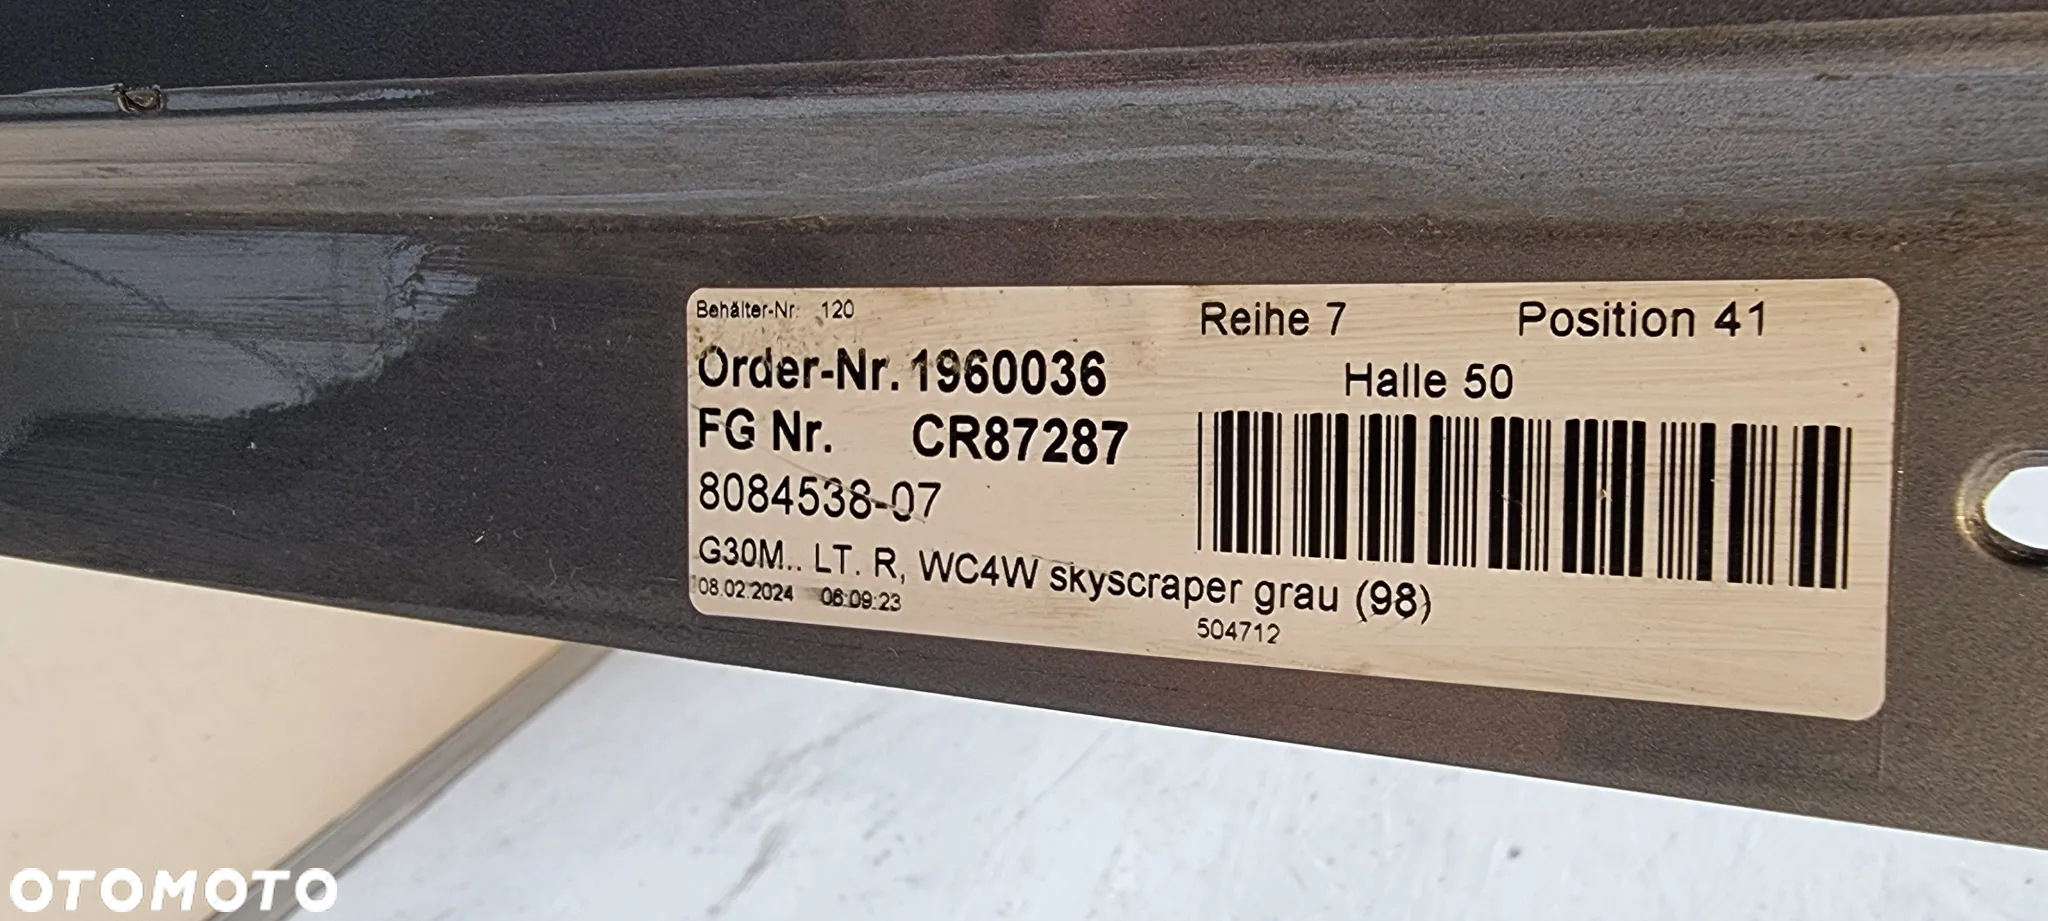 Behälter-Nr: 120
Reihe 7
Position 41
Order-Nr. 1960036
Halle 50
FG Nr. CR87287
8084538-07
G30M.. LT. R, WC4W skyscraper grau (98)
08.02.2024 06:09:23
504712
OTOMOTO